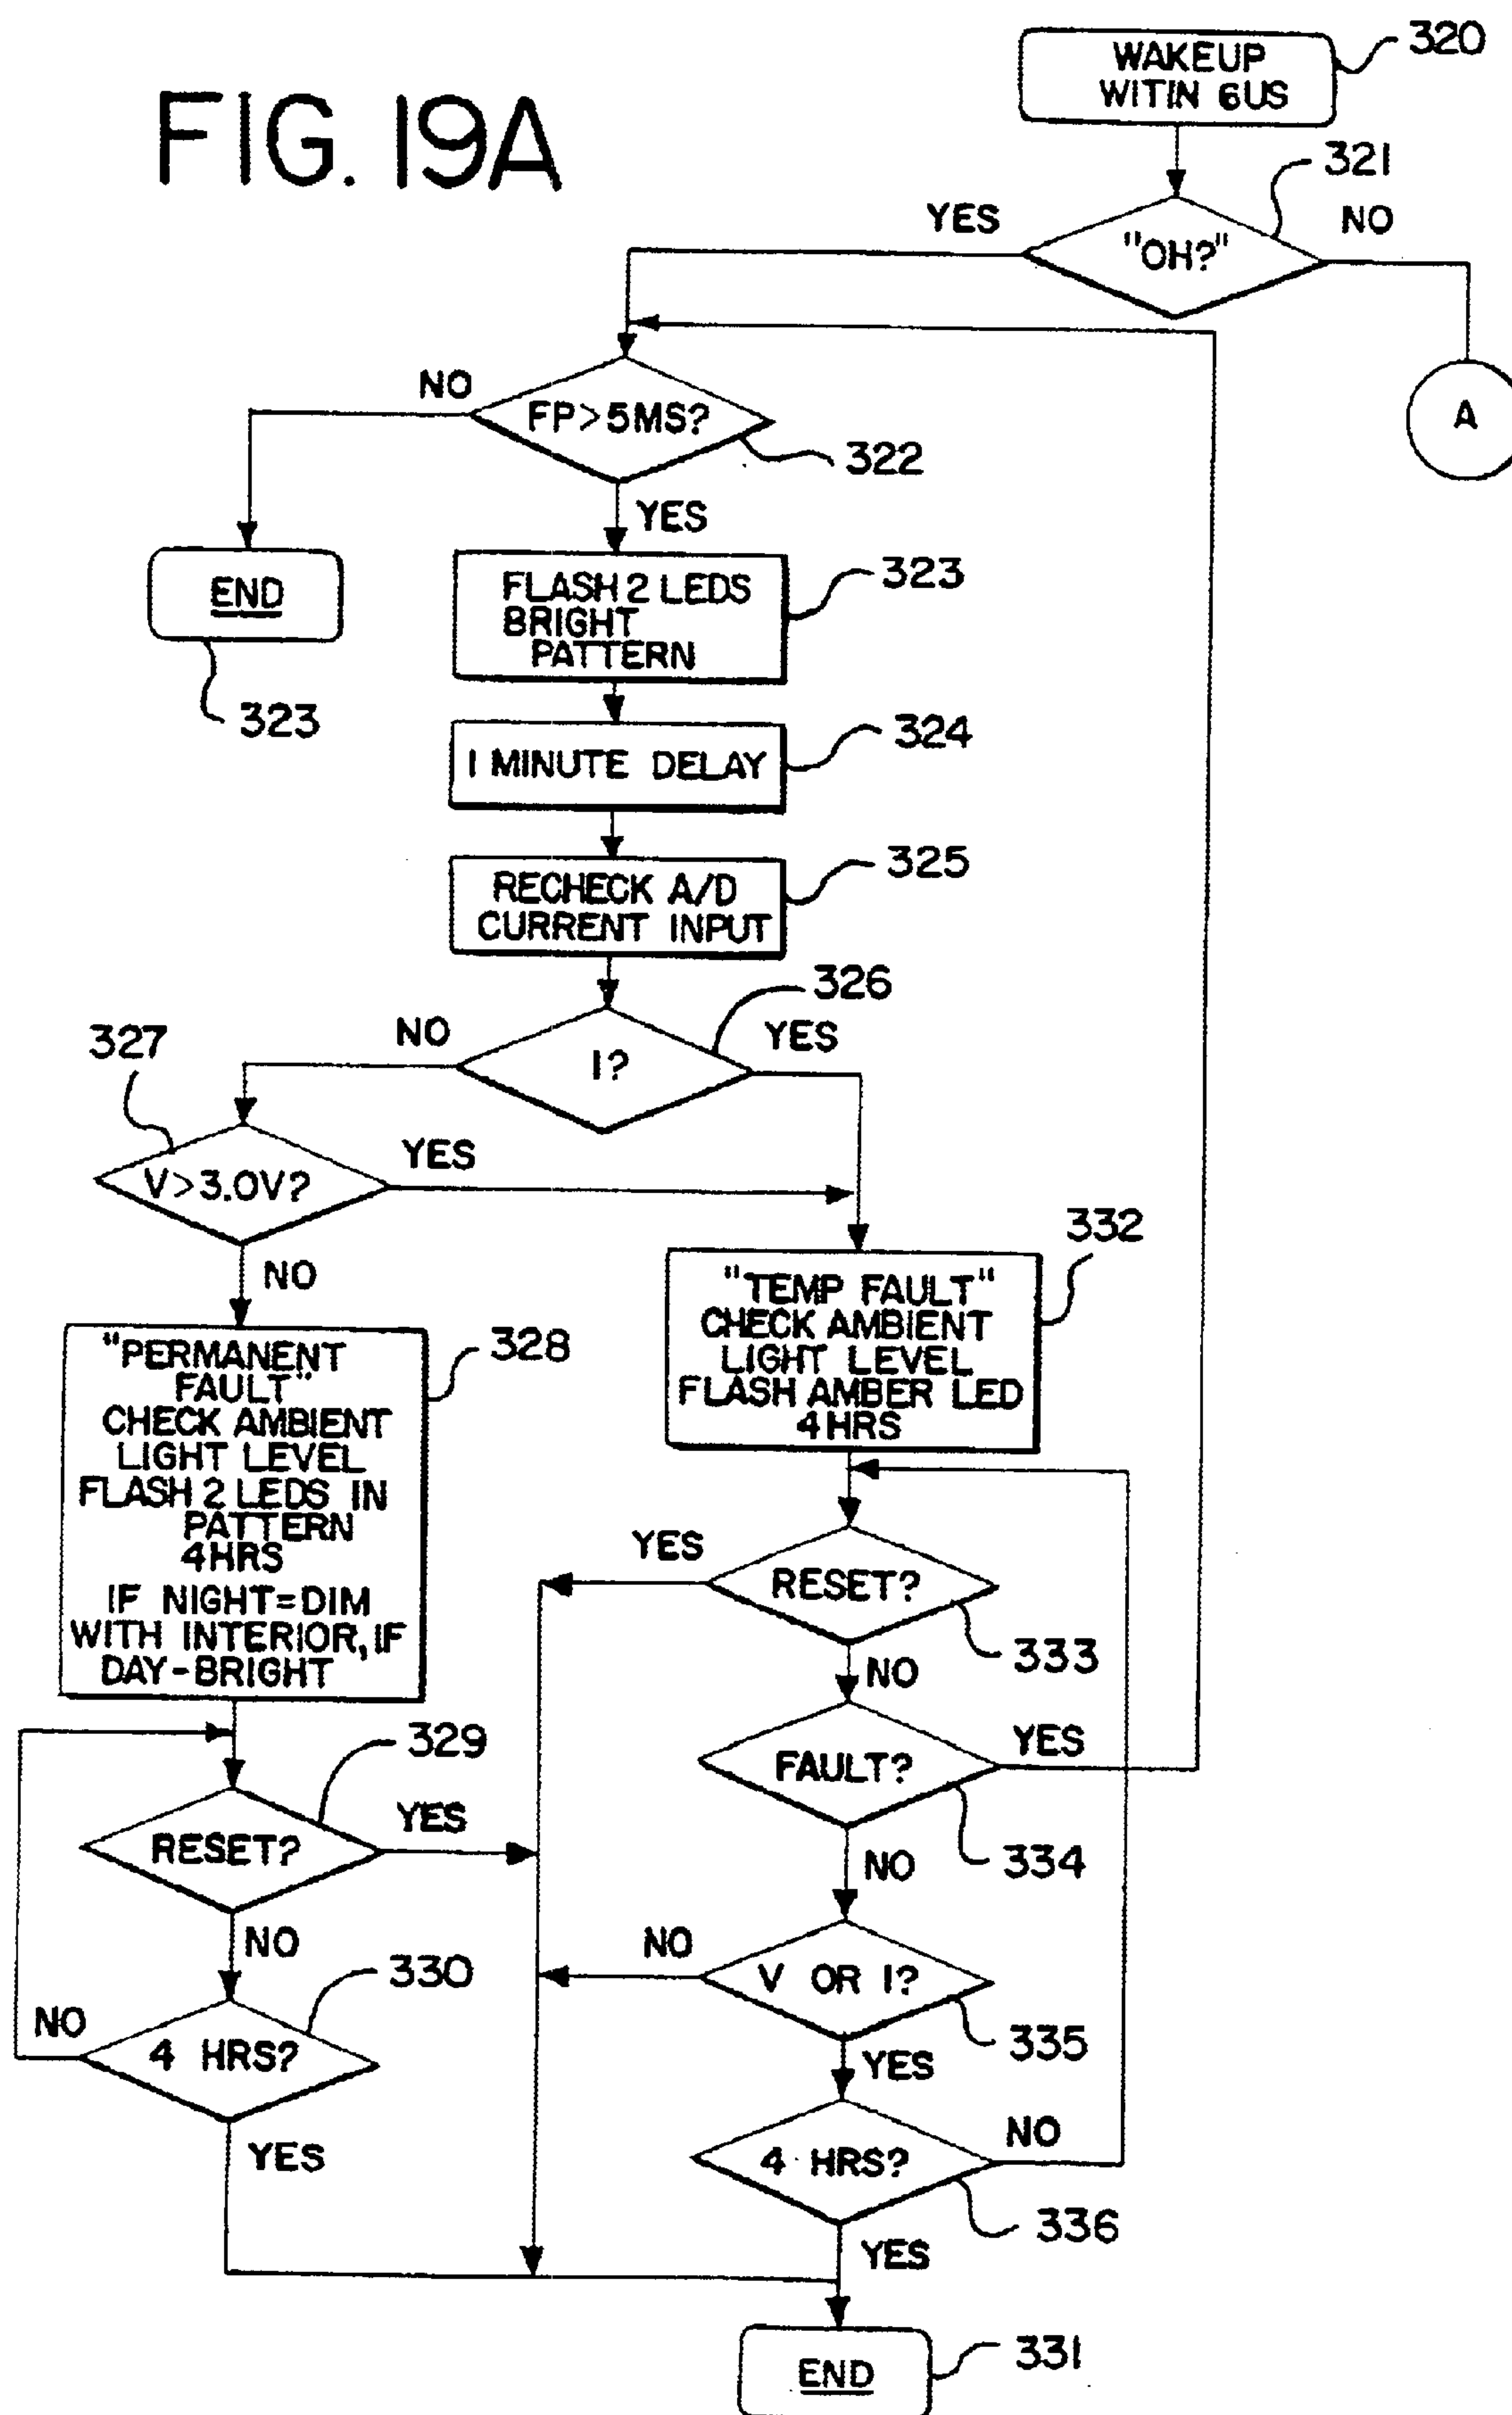 FIG. 19A
WAKEUP
WITIN 6US
320
321
YES
"OH?"
NO
A
NO
FP>5MS?
322
YES
END
323
FLASH 2 LEDS
BRIGHT
PATTERN
323
1 MINUTE DELAY
324
RECHECK A/D
CURRENT INPUT
325
326
NO
I?
YES
327
V>3.0V?
YES
NO
332
"TEMP FAULT"
CHECK AMBIENT
LIGHT LEVEL
FLASH AMBER LED
4HRS
"PERMANENT
FAULT"
CHECK AMBIENT
LIGHT LEVEL
FLASH 2 LEDS IN
PATTERN
4HRS
IF NIGHT=DIM
WITH INTERIOR, IF
DAY-BRIGHT
328
YES
RESET?
333
NO
329
RESET?
YES
NO
FAULT?
YES
334
NO
330
NO
4 HRS?
YES
NO
V OR I?
335
YES
4 HRS?
NO
336
YES
END
331